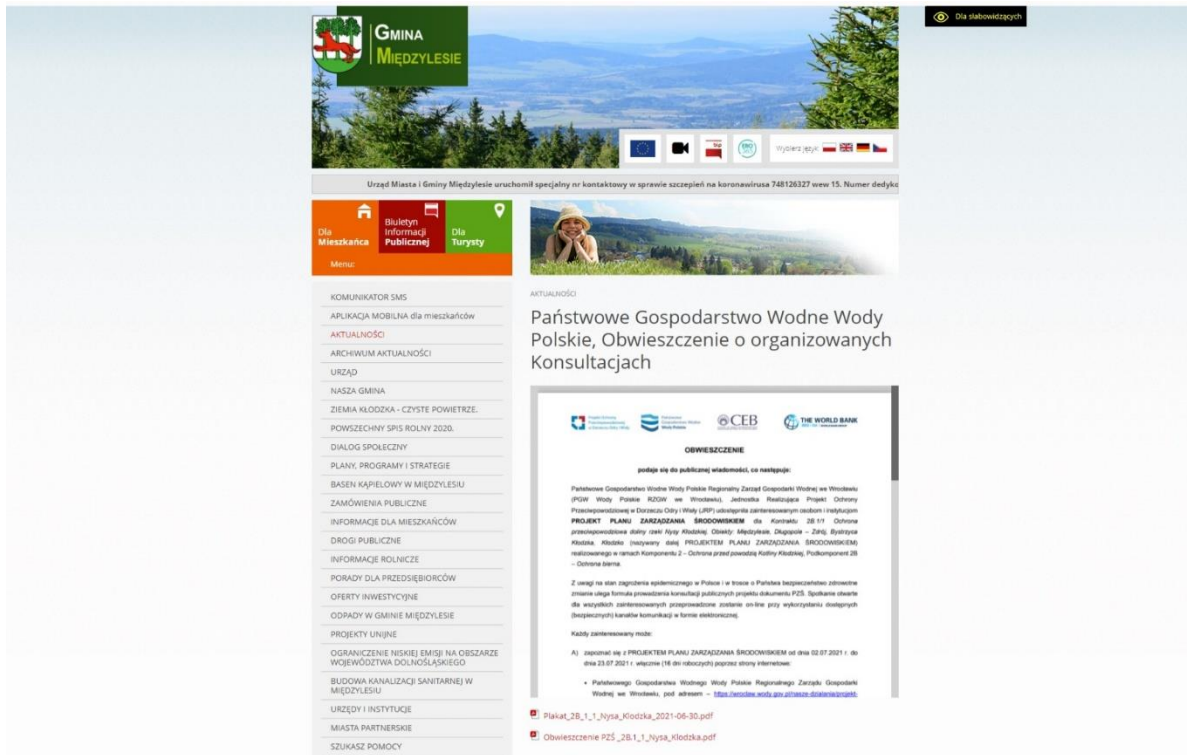 Dla słabowidzących
GMINA
MIĘDZYLESIE
bip
Wybierz język:
Urząd Miasta i Gminy Międzylesie uruchomił specjalny nr kontaktowy w sprawie szczepień na koronawirusa 748126327 wew 15. Numer dedyko
Dla
Mieszkańca
Biuletyn
Informacji
Publicznej
Dla
Turysty
Menu:
KOMUNIKATOR SMS
APLIKACJA MOBILNA dla mieszkańców
AKTUALNOŚCI
ARCHIWUM AKTUALNOŚCI
URZĄD
NASZA GMINA
ZIEMIA KŁODZKA - CZYSTE POWIETRZE.
POWSZECHNY SPIS ROLNY 2020.
DIALOG SPOŁECZNY
PLANY, PROGRAMY I STRATEGIE
BASEN KĄPIELOWY W MIĘDZYLESIU
ZAMÓWIENIA PUBLICZNE
INFORMACJE DLA MIESZKAŃCÓW
DROGI PUBLICZNE
INFORMACJE ROLNICZE
PORADY DLA PRZEDSIĘBIORCÓW
OFERTY INWESTYCYJNE
ODPADY W GMINIE MIĘDZYLESIE
PROJEKTY UNIJNE
OGRANICZENIE NISKIEJ EMISJI NA OBSZARZE
WOJEWÓDZTWA DOLNOŚLĄSKIEGO
BUDOWA KANALIZACJI SANITARNEJ W
MIĘDZYLESIU
URZĘDY I INSTYTUCJE
MIASTA PARTNERSKIE
SZUKASZ POMOCY
AKTUALNOŚCI
Państwowe Gospodarstwo Wodne Wody
Polskie, Obwieszczenie o organizowanych
Konsultacjach
Projekt Ochrony
Przeciwpowodziowej
w Dorzeczu Odry i Wisły
Państwowe
Gospodarstwo Wodne
Wody Polskie
CEB
THE WORLD BANK
OBWIESZCZENIE
podaje się do publicznej wiadomości, co następuje:
Państwowe Gospodarstwo Wodne Wody Polskie Regionalny Zarząd Gospodarki Wodnej we Wrocławiu
(PGW Wody Polskie RZGW we Wrocławiu), Jednostka Realizująca Projekt Ochrony
Przeciwpowodziowej w Dorzeczu Odry i Wisły (JRP) udostępniła zainteresowanym osobom i instytucjom
PROJEKT PLANU ZARZĄDZANIA ŚRODOWISKIEM dla Kontraktu 2B.1/1 Ochrona
przeciwpowodziowa doliny rzeki Nysy Kłodzkiej. Obiekty: Międzylesie, Długopole – Zdrój, Bystrzyca
Kłodzka, Kłodzko (nazywany dalej PROJEKTEM PLANU ZARZĄDZANIA ŚRODOWISKIEM)
realizowanego w ramach Komponentu 2 – Ochrona przed powodzią Kotliny Kłodzkiej, Podkomponent 2B
– Ochrona bierna.
Z uwagi na stan zagrożenia epidemicznego w Polsce i w trosce o Państwa bezpieczeństwo zdrowotne
zmianie ulega formuła prowadzenia konsultacji publicznych projektu dokumentu PZŚ. Spotkanie otwarte
dla wszystkich zainteresowanych przeprowadzone zostanie on-line przy wykorzystaniu dostępnych
(bezpiecznych) kanałów komunikacji w formie elektronicznej.
Każdy zainteresowany może:
A) zapoznać się z PROJEKTEM PLANU ZARZĄDZANIA ŚRODOWISKIEM od dnia 02.07.2021 r. do
dnia 23.07.2021 r. włącznie (16 dni roboczych) poprzez strony internetowe:
• Państwowego Gospodarstwa Wodnego Wody Polskie Regionalnego Zarządu Gospodarki
Wodnej we Wrocławiu, pod adresem – https://wroclaw.wody.gov.pl/nasze-dzialania/projekt-
Plakat_2B_1_1_Nysa_Klodzka_2021-06-30.pdf
Obwieszczenie PZŚ _2B.1_1_Nysa_Klodzka.pdf